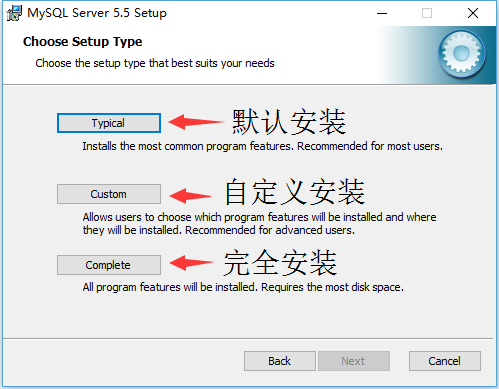 MySQL Server 5.5 Setup
Choose Setup Type
Choose the setup type that best suits your needs
Typical
默认安装
Installs the most common program features. Recommended for most users.
Custom
自定义安装
Allows users to choose which program features will be installed and where
they will be installed. Recommended for advanced users.
Complete
完全安装
All program features will be installed. Requires the most disk space.
Back
Next
Cancel